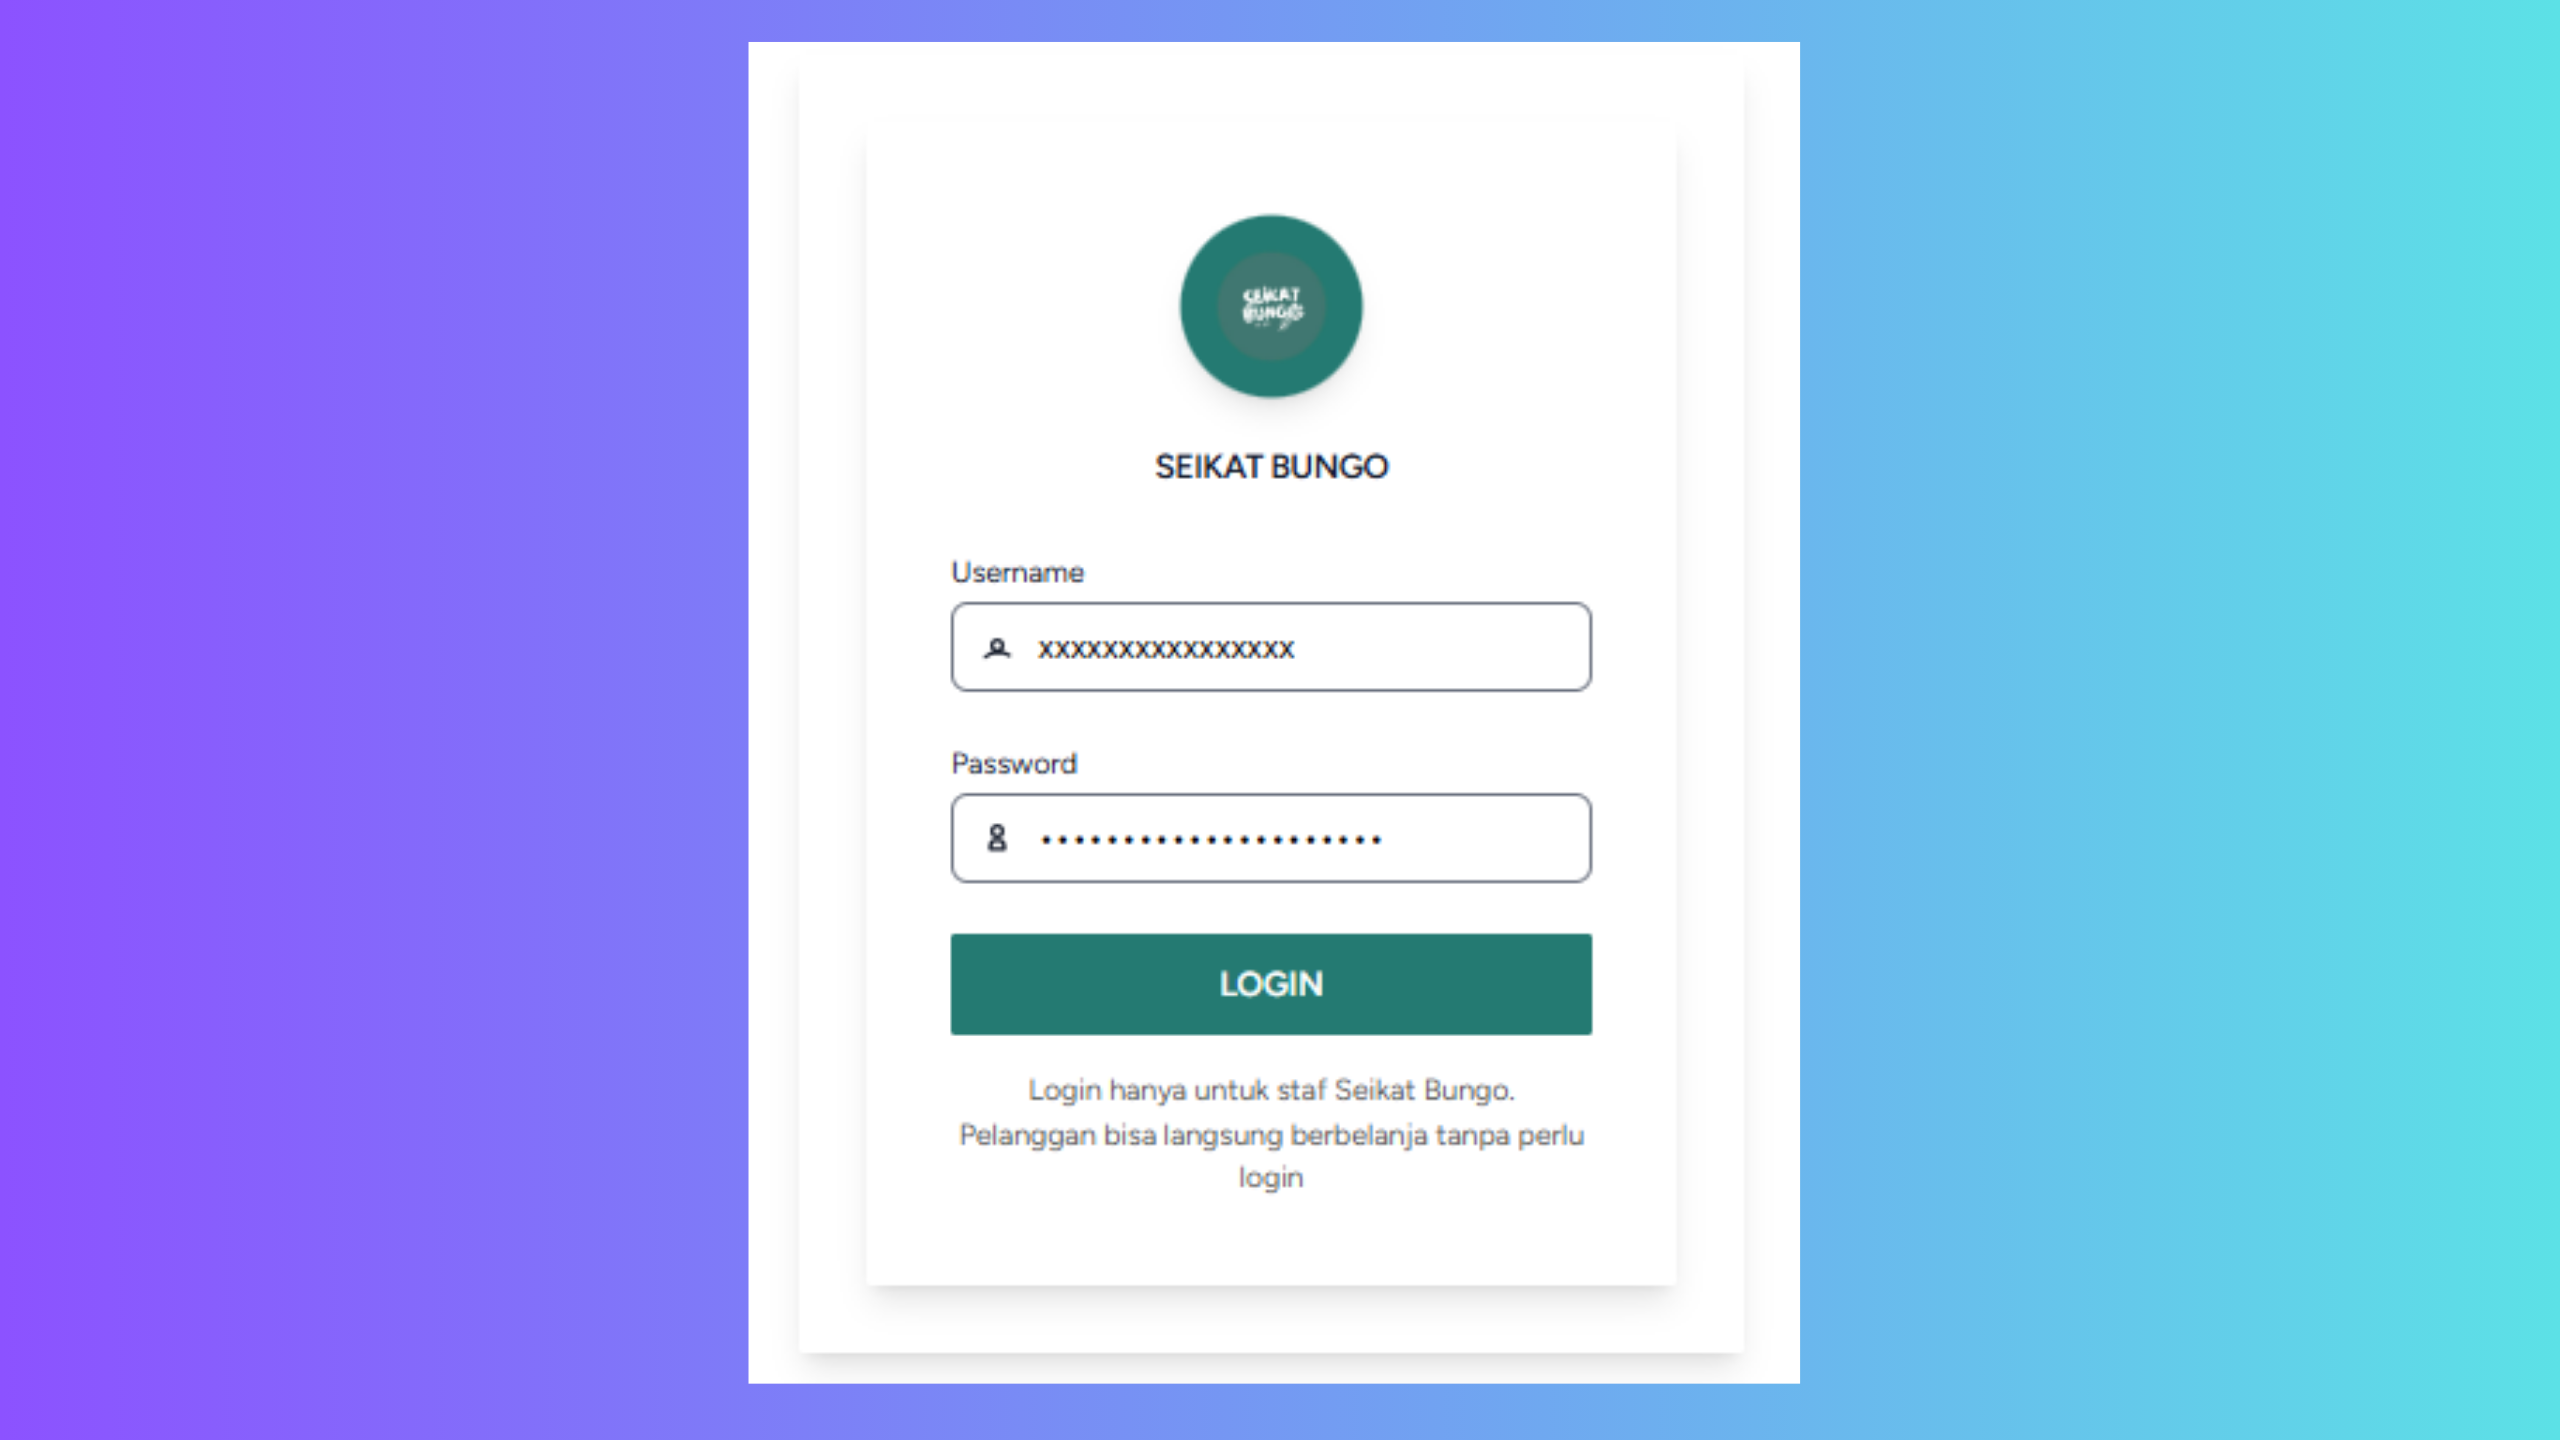 SEIKAT
BUNGO
SEIKAT BUNGO
Username
xxxxxxxxxxxxxxxx
Password
•••••••••••••••••••••
LOGIN
Login hanya untuk staf Seikat Bungo.
Pelanggan bisa langsung berbelanja tanpa perlu
login